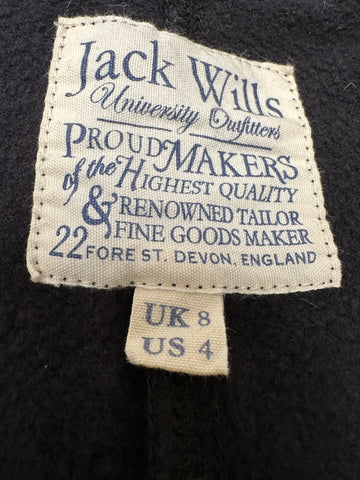 Jack Wills
University Outfitters
PROUD MAKERS
of the HIGHEST QUALITY
& RENOWNED TAILOR
FINE GOODS MAKER
22 FORE ST. DEVON, ENGLAND
UK 8
US 4